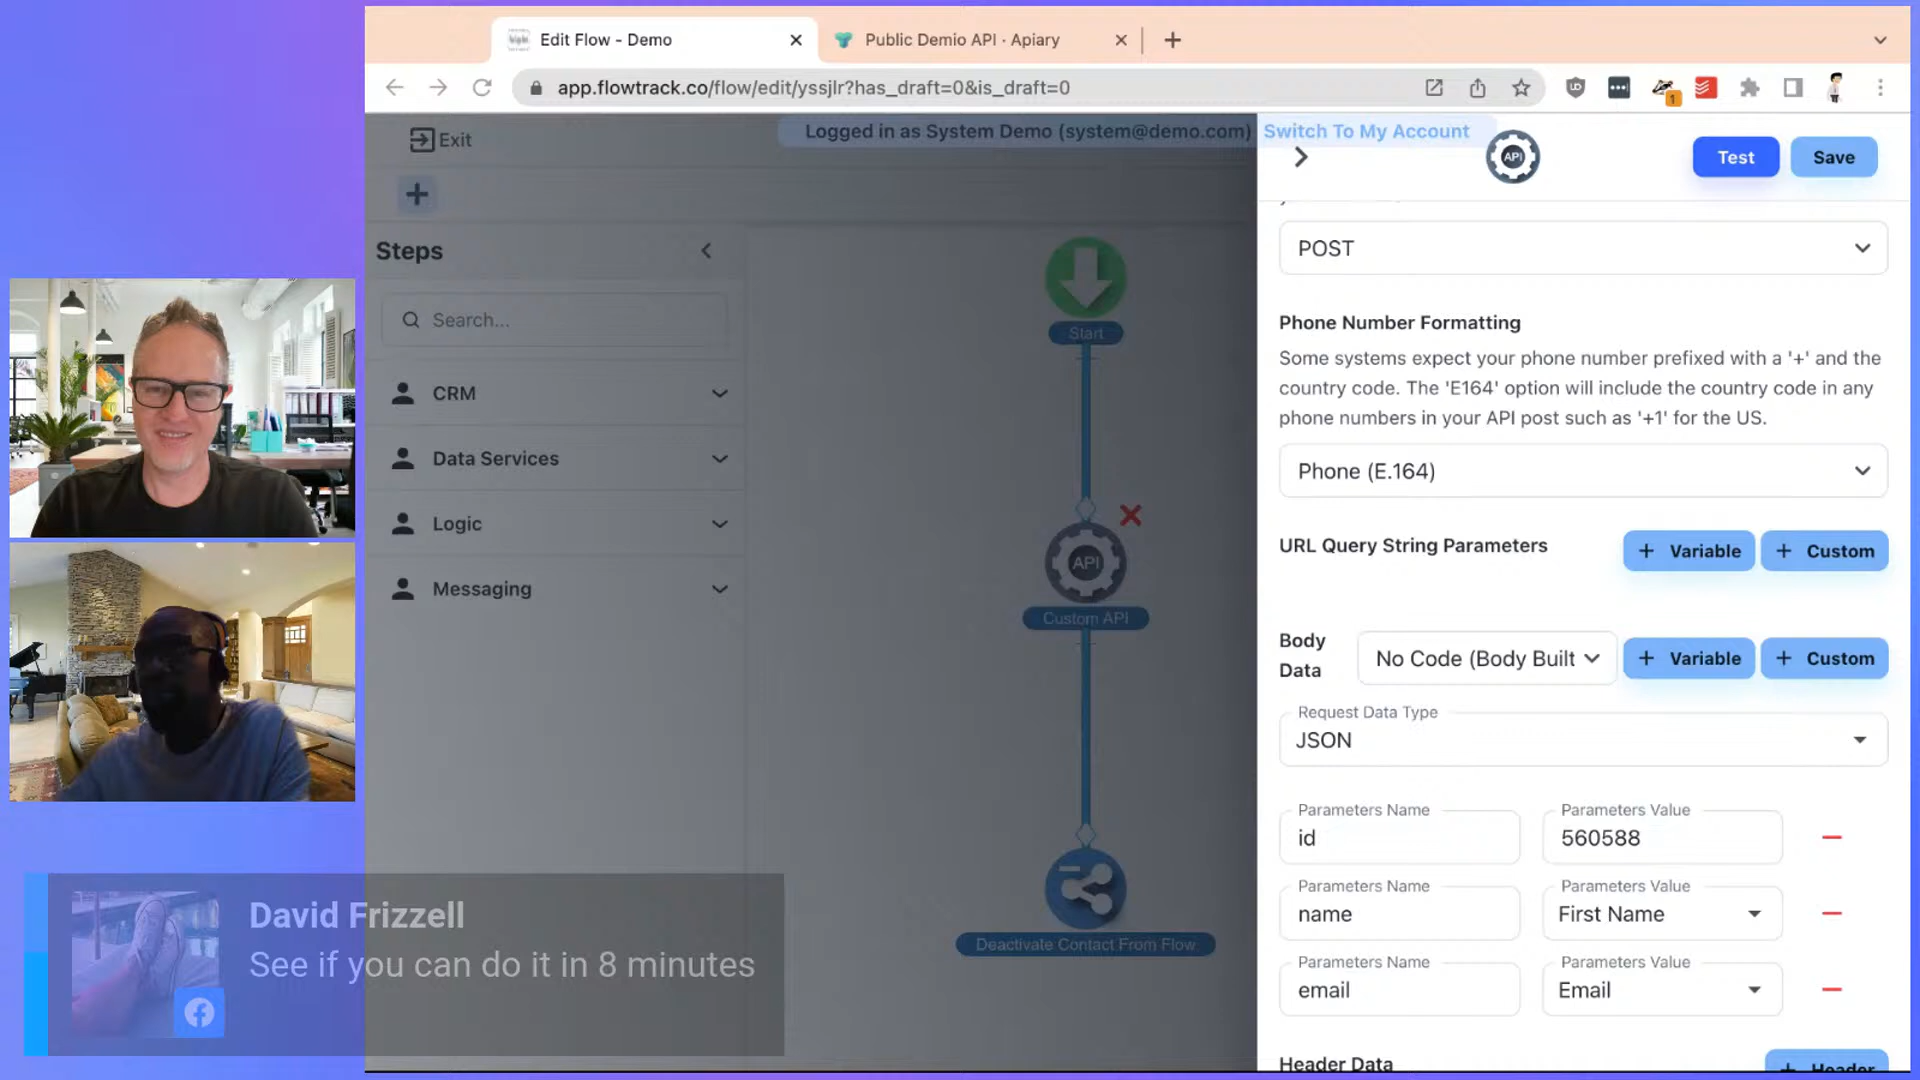 Edit Flow - Demo
Public Demio API · Apiary
app.flowtrack.co/flow/edit/yssjlr?has_draft=0&is_draft=0
1
Exit
Logged in as System Demo (system@demo.com)
Switch To My Account
API
Test
Save
Steps
Search...
CRM
Data Services
Logic
Messaging
Start
API
Custom API
Deactivate Contact From Flow
POST
Phone Number Formatting
Some systems expect your phone number prefixed with a '+' and the
country code. The 'E164' option will include the country code in any
phone numbers in your API post such as '+1' for the US.
Phone (E.164)
URL Query String Parameters
+ Variable
+ Custom
Body
Data
No Code (Body Built
+ Variable
+ Custom
Request Data Type
JSON
Parameters Name
id
Parameters Value
560588
Parameters Name
name
Parameters Value
First Name
Parameters Name
email
Parameters Value
Email
Header Data
+ Header
David Frizzell
See if you can do it in 8 minutes